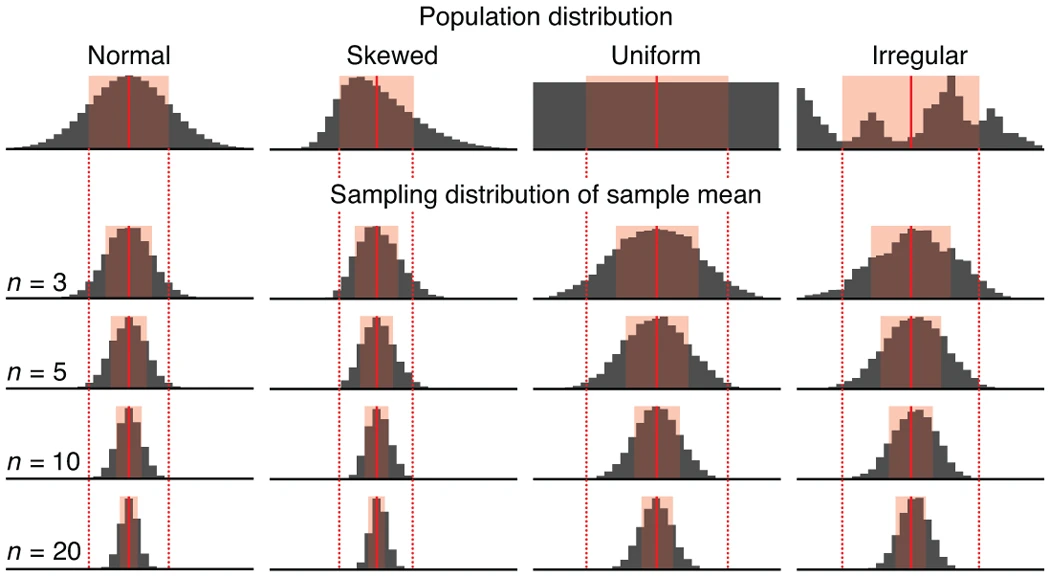 Population distribution
Normal
Skewed
Uniform
Irregular
Sampling distribution of sample mean
n = 3
n = 5
n = 10
n = 20